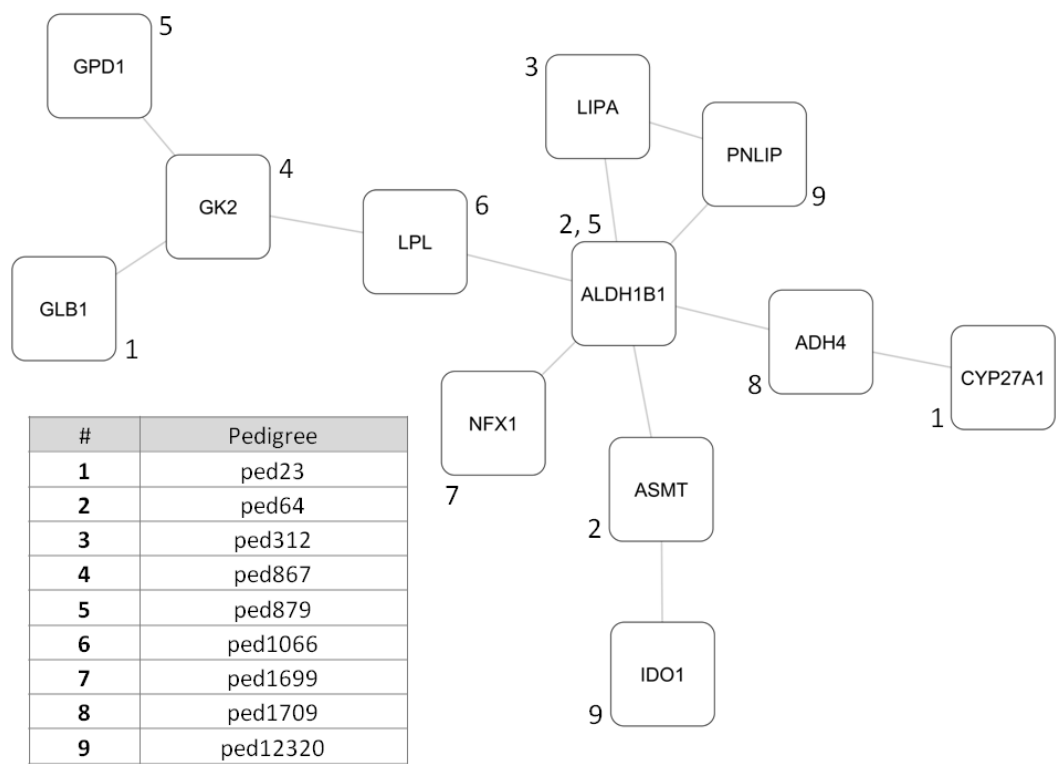 5
GPD1
3
LIPA
PNLIP
4
GK2
6
9
LPL
2, 5
ALDH1B1
GLB1
1
ADH4
8
CYP27A1
1
NFX1
7
ASMT
2
IDO1
9
# Pedigree
1 ped23
2 ped64
3 ped312
4 ped867
5 ped879
6 ped1066
7 ped1699
8 ped1709
9 ped12320